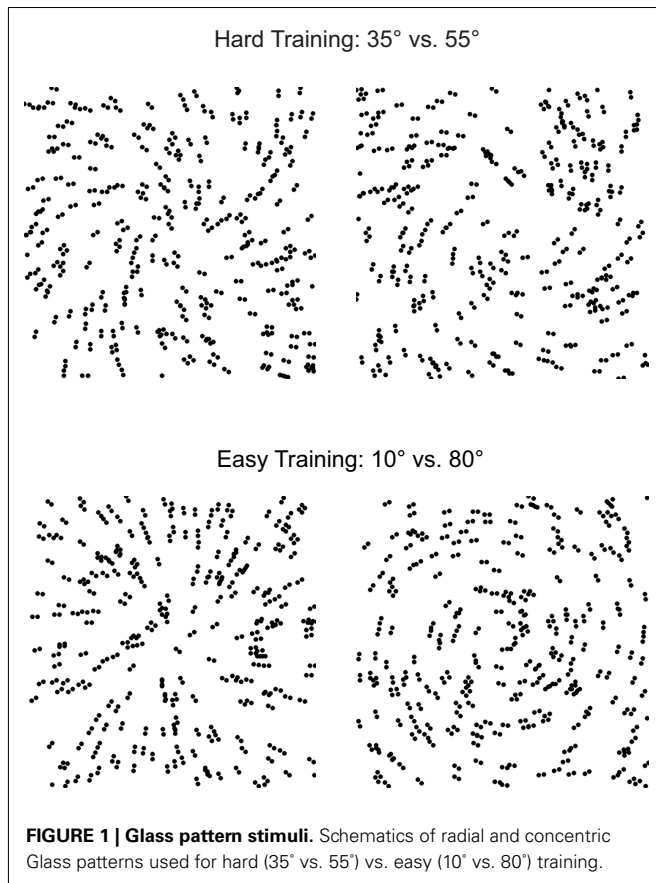 Hard Training: 35° vs. 55°
Easy Training: 10° vs. 80°
FIGURE 1 | Glass pattern stimuli. Schematics of radial and concentric
Glass patterns used for hard (35° vs. 55°) vs. easy (10° vs. 80°) training.